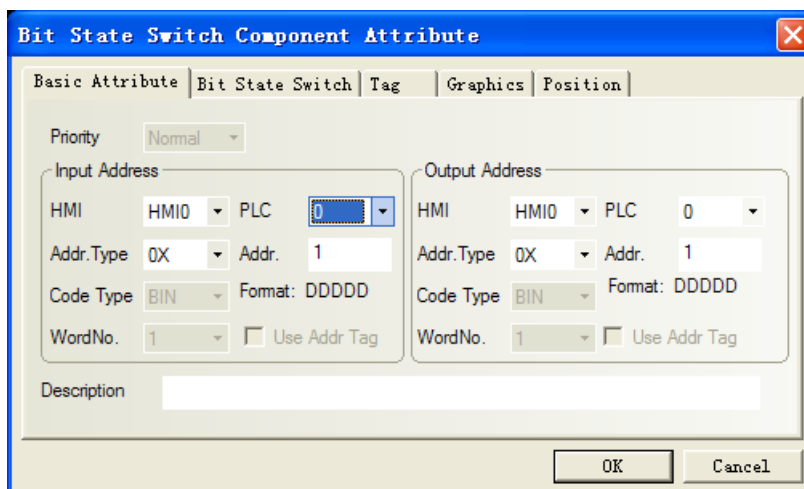 Bit State Switch Component Attribute
Basic Attribute Bit State Switch Tag Graphics Position
Priority Normal
Input Address Output Address
HMI HMI0 PLC 0 HMI HMI0 PLC 0
Addr.Type 0X Addr. 1 Addr.Type 0X Addr. 1
Code Type BIN Format: DDDDD Code Type BIN Format: DDDDD
WordNo. 1 Use Addr Tag WordNo. 1 Use Addr Tag
Description
OK Cancel